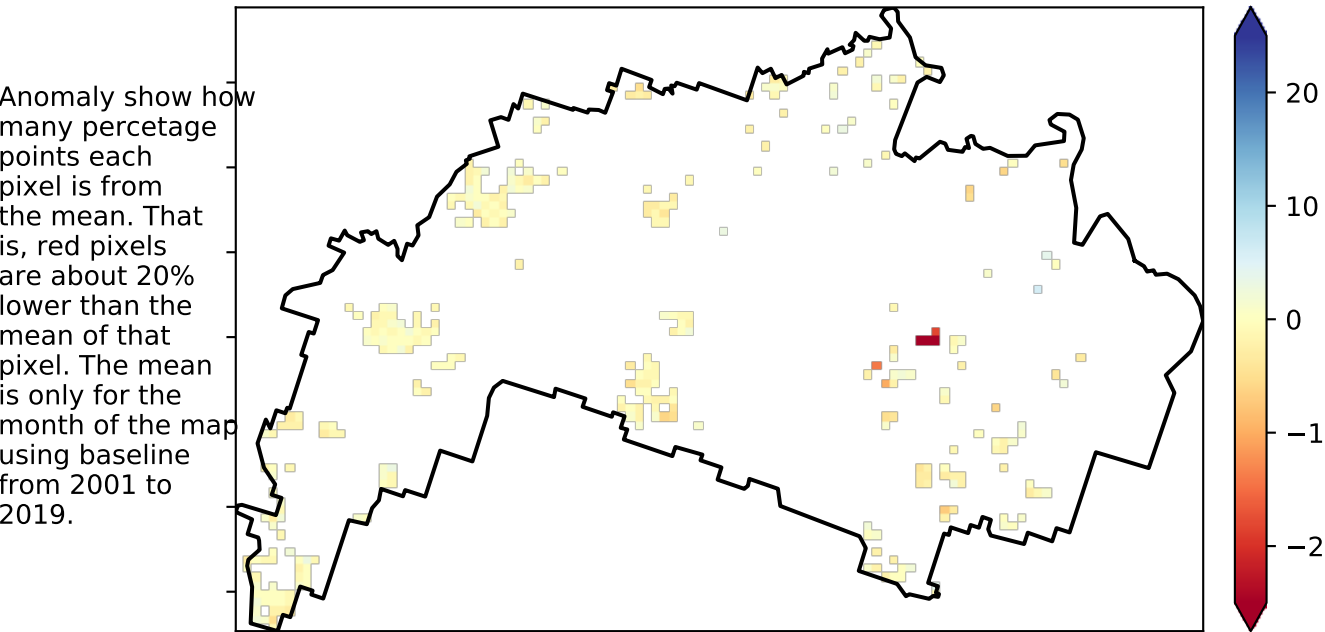 Anomaly show how
many percetage
points each
pixel is from
the mean. That
is, red pixels
are about 20%
lower than the
mean of that
pixel. The mean
is only for the
month of the map
using baseline
from 2001 to
2019.
20
10
0
−1
−2